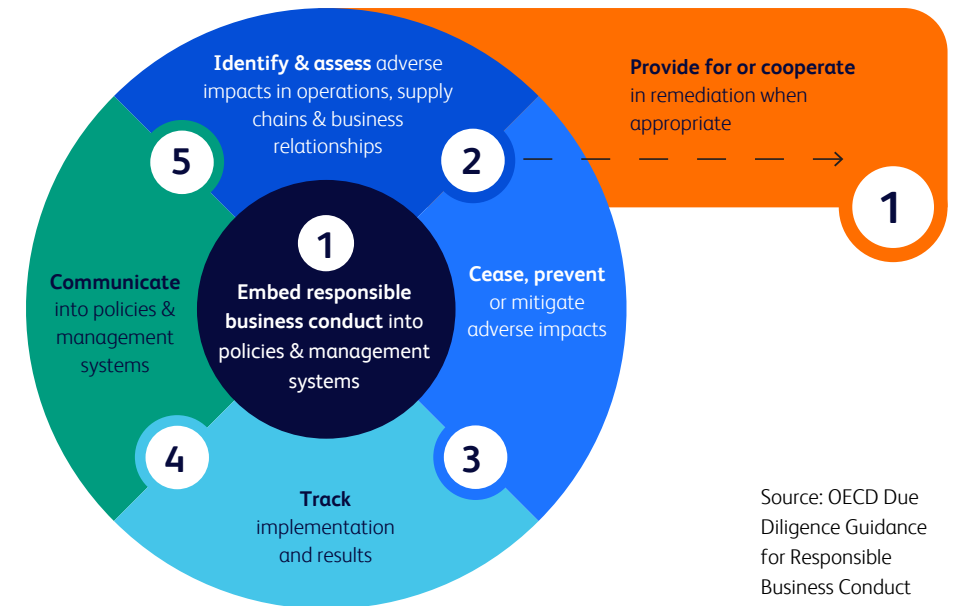 1
Embed responsible
business conduct into
policies & management
systems
Identify & assess adverse
impacts in operations, supply
chains & business
relationships
2
Cease, prevent
or mitigate
adverse impacts
3
Track
implementation
and results
4
Communicate
into policies &
management
systems
5
Provide for or cooperate
in remediation when
appropriate
1
Source: OECD Due
Diligence Guidance
for Responsible
Business Conduct